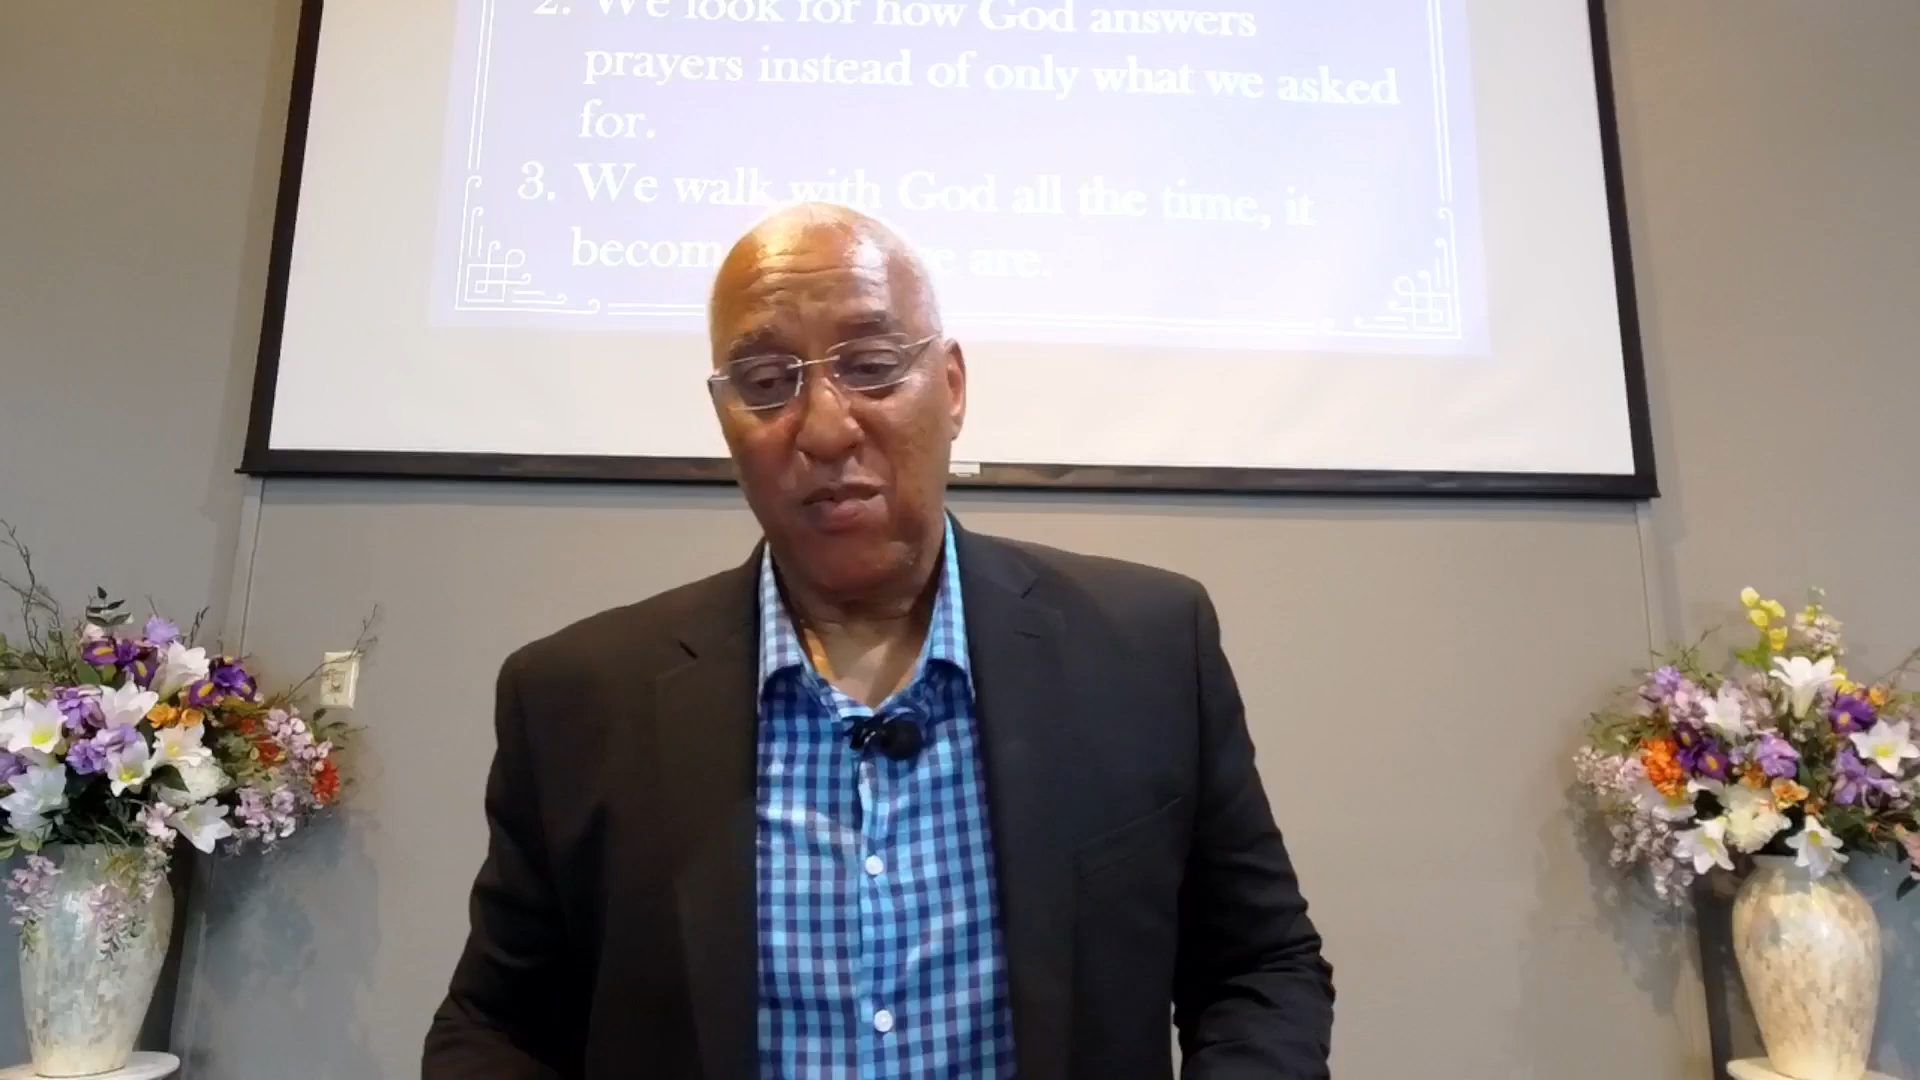 2. We look for how God answers
prayers instead of only what we asked
for.
3. We walk with God all the time, it
are.